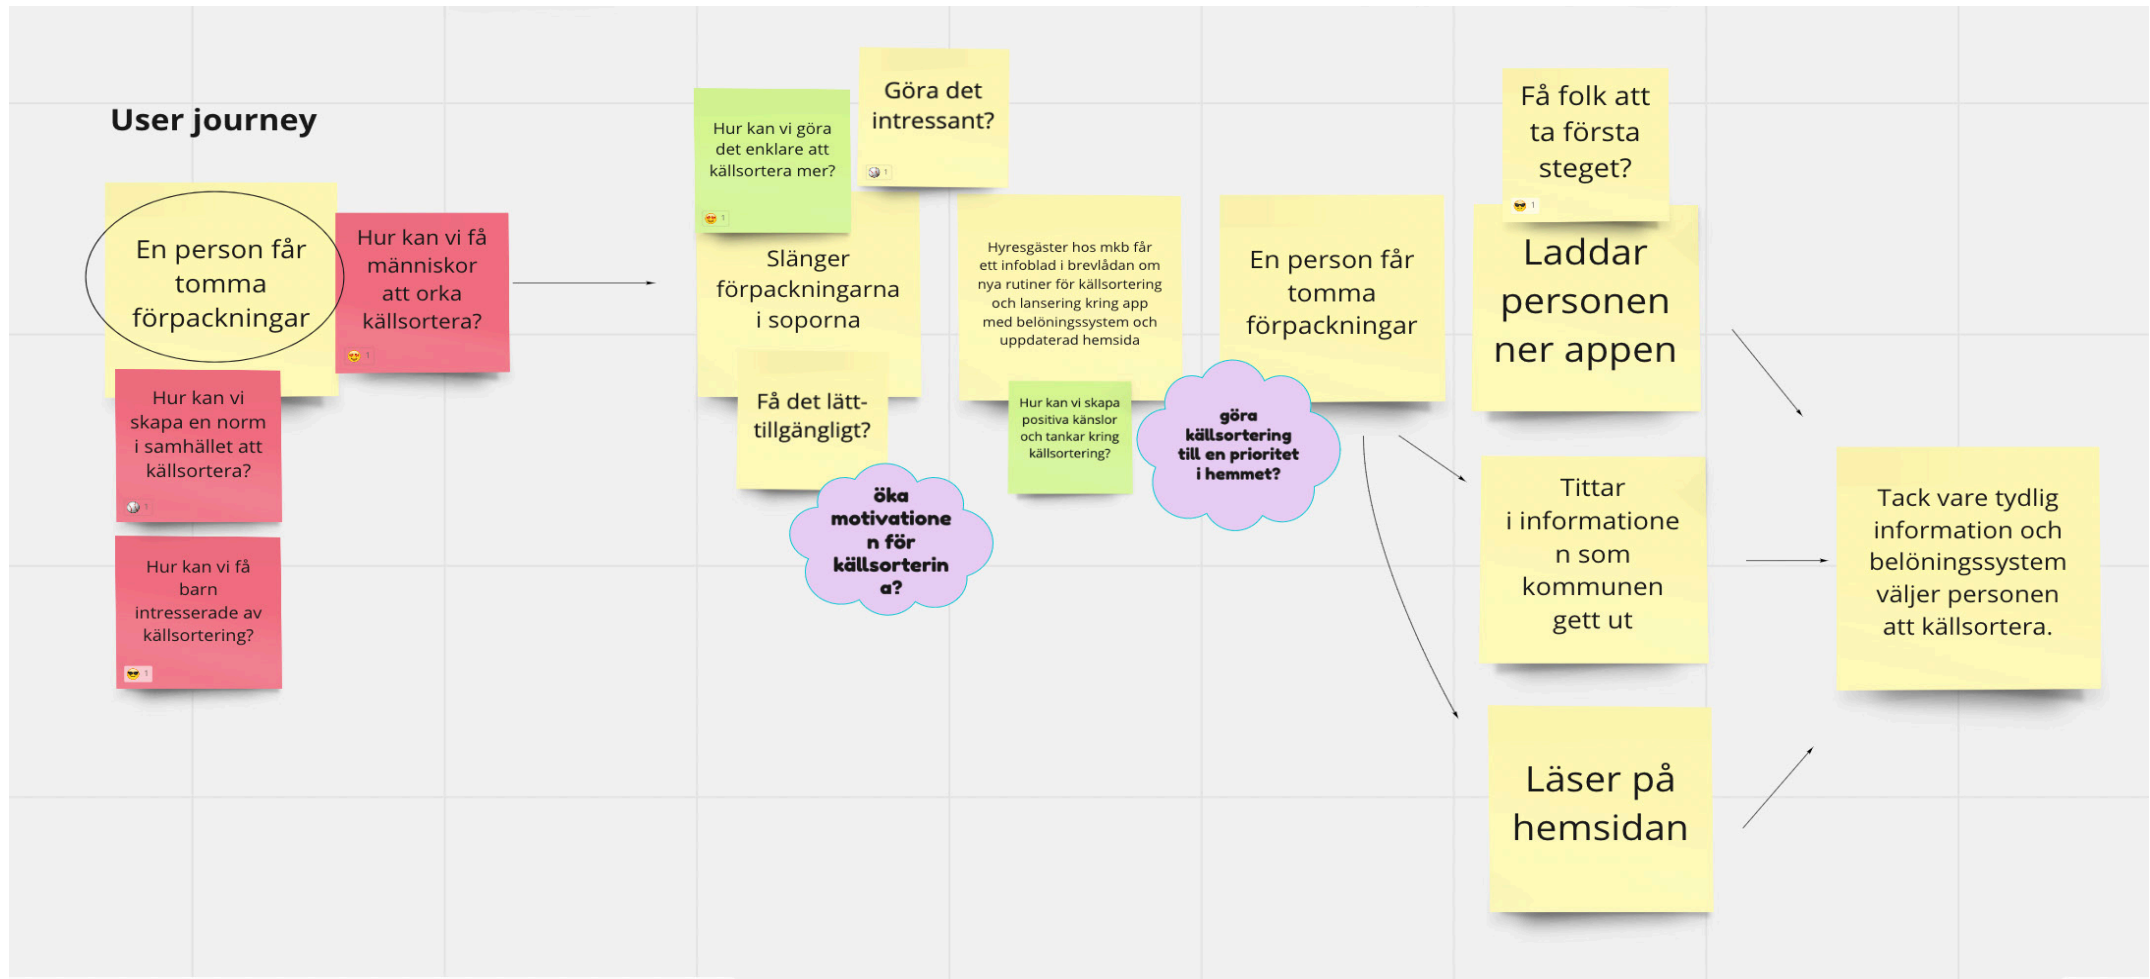 User journey
En person får
tomma
förpackningar
Hur kan vi få
människor
att orka
källsortera?
1
Hur kan vi
skapa en norm
i samhället att
källsortera?
1
Hur kan vi få
barn
intresserade av
källsortering?
1
Hur kan vi göra
det enklare att
källsortera mer?
1
Göra det
intressant?
1
Slänger
förpackningarna
i soporna
Få det lätt-
tillgängligt?
öka
motivatione
n för
källsorterin
a?
Hyresgäster hos mkb får
ett infoblad i brevlådan om
nya rutiner för källsortering
och lansering kring app
med belöningssystem och
uppdaterad hemsida
Hur kan vi skapa
positiva känslor
och tankar kring
källsortering?
göra
källsortering
till en prioritet
i hemmet?
En person får
tomma
förpackningar
Få folk att
ta första
steget?
1
Laddar
personen
ner appen
Tittar
i informatione
n som
kommunen
gett ut
Läser på
hemsidan
Tack vare tydlig
information och
belöningssystem
väljer personen
att källsortera.